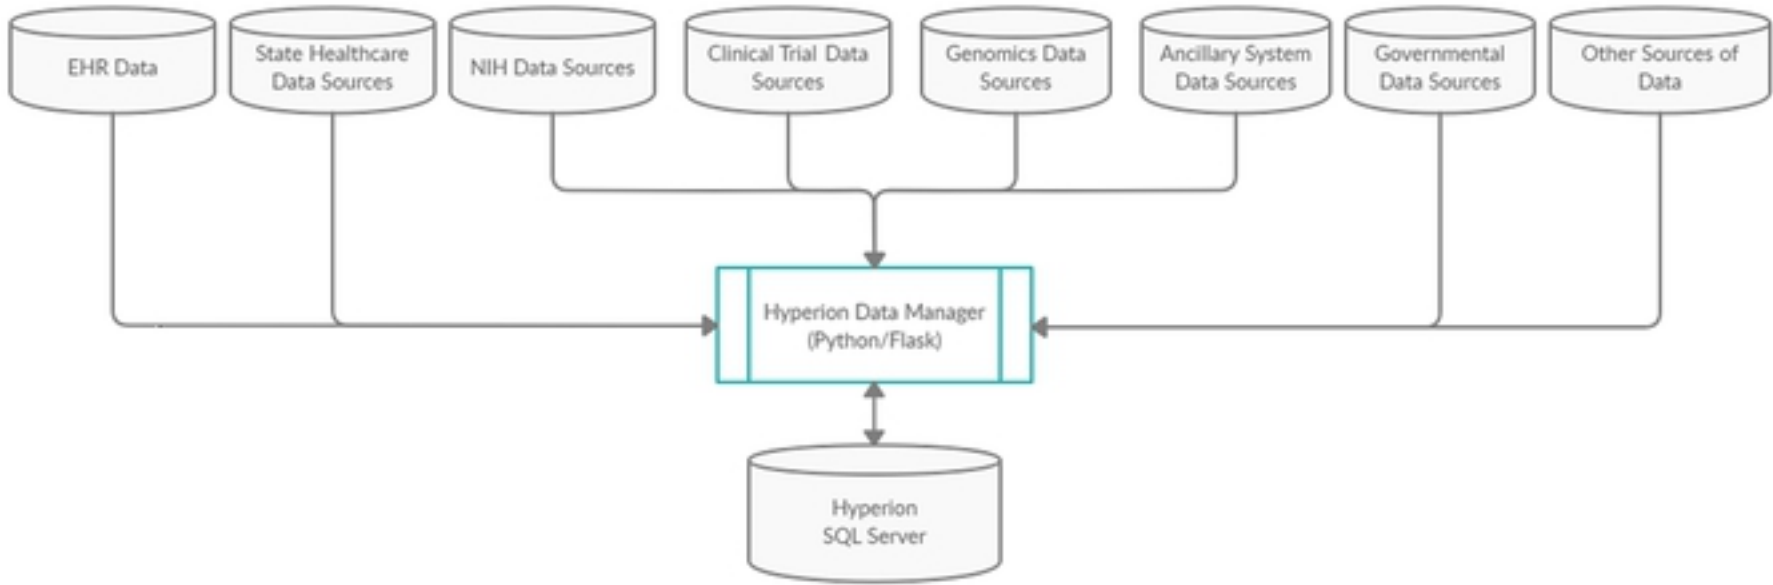 EHR Data
State Healthcare
Data Sources
NIH Data Sources
Clinical Trial Data
Sources
Genomics Data
Sources
Ancillary System
Data Sources
Governmental
Data Sources
Other Sources of
Data
Hyperion Data Manager
(Python/Flask)
Hyperion
SQL Server